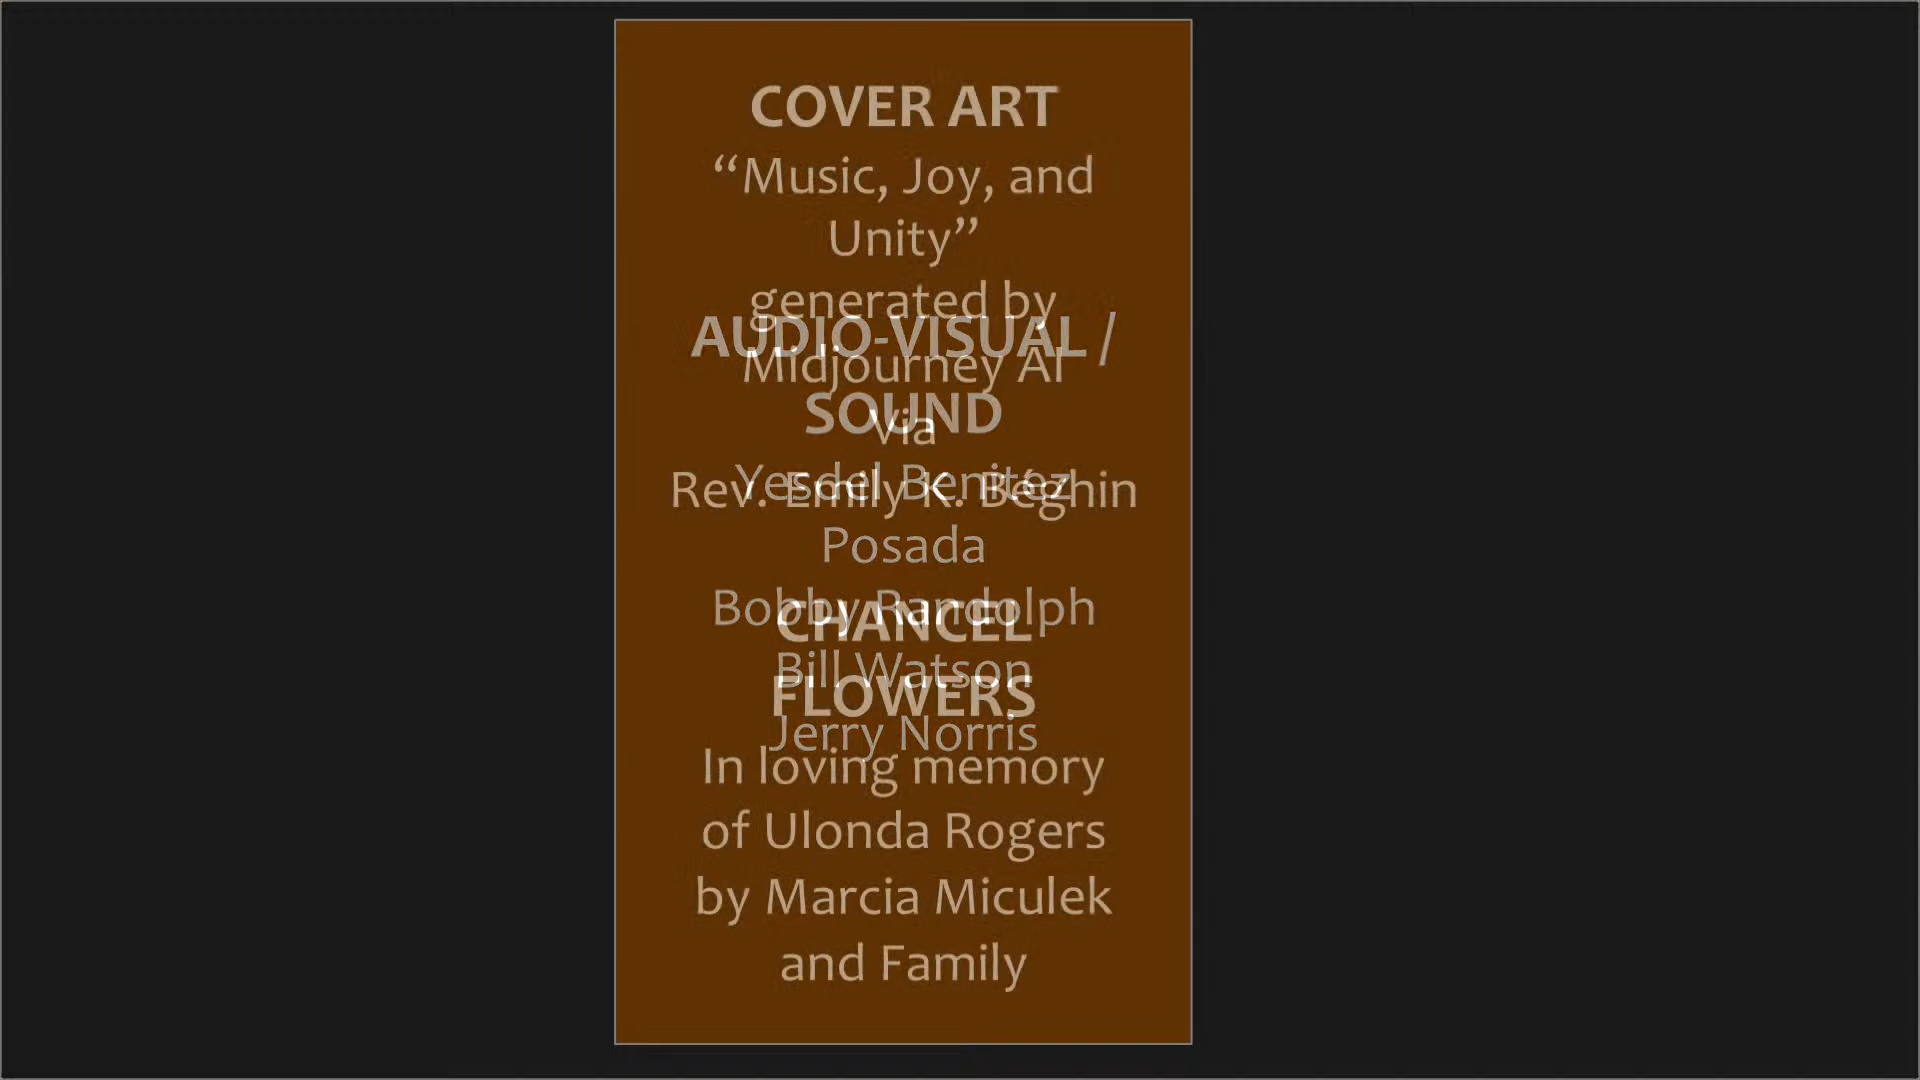 COVER ART
“Music, Joy, and
Unity”
generated by
Midjourney AI
Via
Rev. Emily K. Béghin
CHANCEL
FLOWERS
In loving memory
of Ulonda Rogers
by Marcia Miculek
and Family
AUDIO-VISUAL /
SOUND
Benitez
Posada
Bobby Randolph
Bill Watson
Jerry Norris